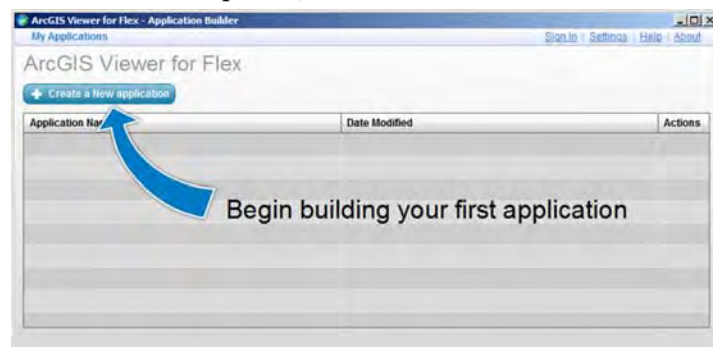 ArcGIS Viewer for Flex - Application Builder
My Applications Sign In Settings Help About
ArcGIS Viewer for Flex
Create a New application
Application Date Modified Actions
Begin building your first application